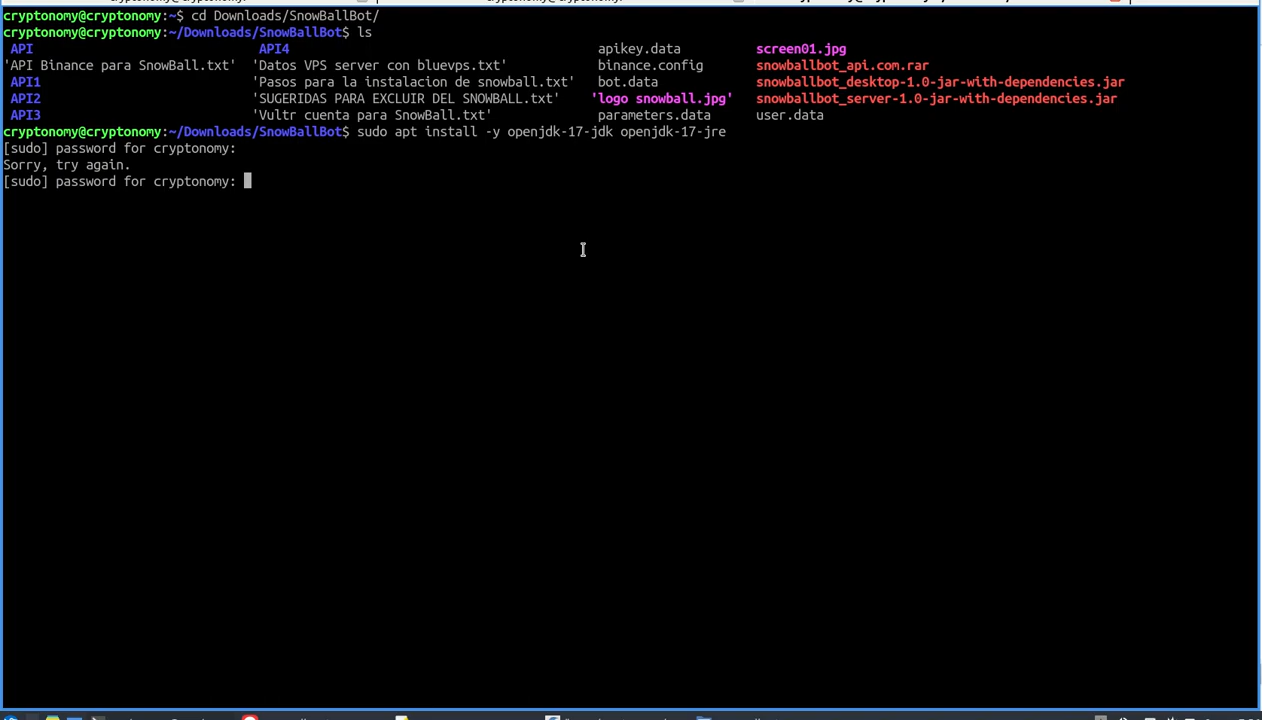 cryptonomy@cryptonomy:~$ cd Downloads/SnowBallBot/
cryptonomy@cryptonomy:~/Downloads/SnowBallBot$ ls
API API4 apikey.data screen01.jpg
'API Binance para SnowBall.txt' 'Datos VPS server con bluevps.txt' binance.config snowballbot_api.com.rar
API1 'Pasos para la instalacion de snowball.txt' bot.data snowballbot_desktop-1.0-jar-with-dependencies.jar
API2 'SUGERIDAS PARA EXCLUIR DEL SNOWBALL.txt' 'logo snowball.jpg' snowballbot_server-1.0-jar-with-dependencies.jar
API3 'Vultr cuenta para SnowBall.txt' parameters.data user.data
cryptonomy@cryptonomy:~/Downloads/SnowBallBot$ sudo apt install -y openjdk-17-jdk openjdk-17-jre
[sudo] password for cryptonomy:
Sorry, try again.
[sudo] password for cryptonomy: